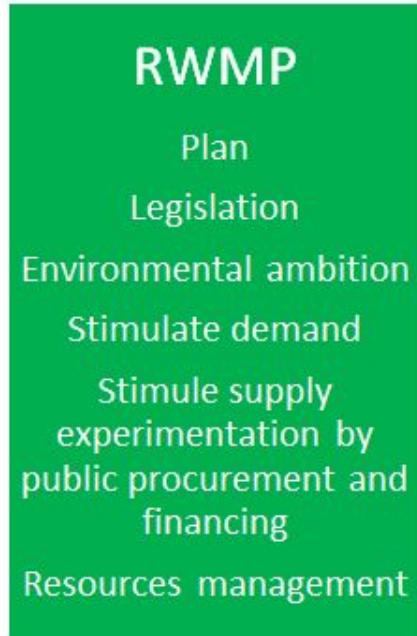 RWMP
Plan
Legislation
Environmental ambition
Stimulate demand
Stimule supply
experimentation by
public procurement and
financing
Resources management